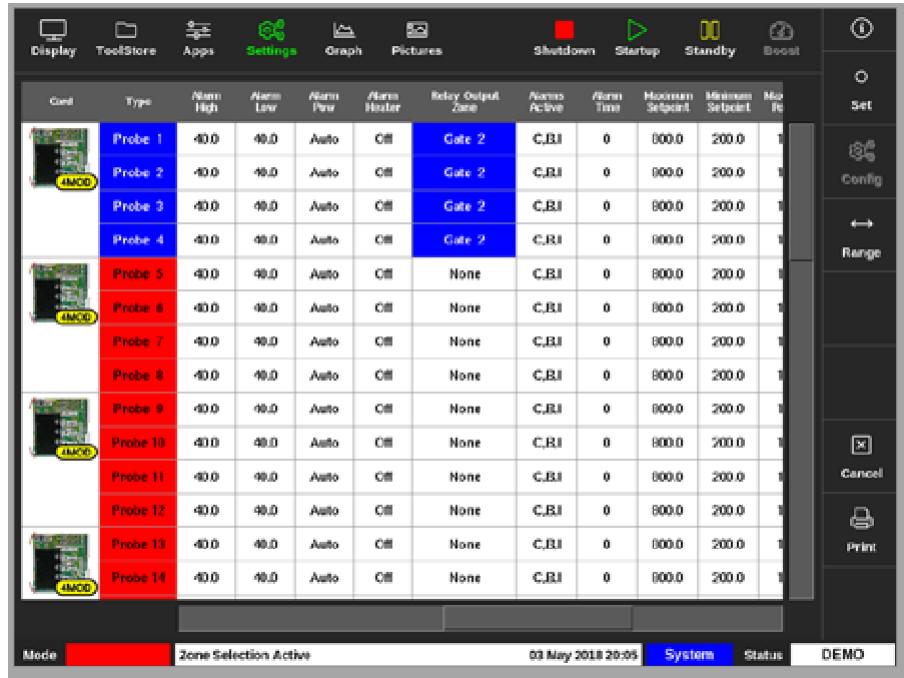 Display ToolStore Apps Settings Graph Pictures Shutdown Startup Standby Boost
Card Type Alarm High Alarm Low Alarm Pwr Alarm Heater Relay Output Zone Alarms Active Alarm Time Maximum Setpoint Minimum Setpoint
Probe 1 40.0 40.0 Auto Off Gate 2 C,B,I 0 800.0 200.0
4MOD Probe 2 40.0 40.0 Auto Off Gate 2 C,B,I 0 800.0 200.0
Probe 3 40.0 40.0 Auto Off Gate 2 C,B,I 0 800.0 200.0
Probe 4 40.0 40.0 Auto Off Gate 2 C,B,I 0 800.0 200.0
Probe 5 40.0 40.0 Auto Off None C,B,I 0 800.0 200.0
4MOD Probe 6 40.0 40.0 Auto Off None C,B,I 0 800.0 200.0
Probe 7 40.0 40.0 Auto Off None C,B,I 0 800.0 200.0
Probe 8 40.0 40.0 Auto Off None C,B,I 0 800.0 200.0
Probe 9 40.0 40.0 Auto Off None C,B,I 0 800.0 200.0
4MOD Probe 10 40.0 40.0 Auto Off None C,B,I 0 800.0 200.0
Probe 11 40.0 40.0 Auto Off None C,B,I 0 800.0 200.0
Probe 12 40.0 40.0 Auto Off None C,B,I 0 800.0 200.0
Probe 13 40.0 40.0 Auto Off None C,B,I 0 800.0 200.0
4MOD Probe 14 40.0 40.0 Auto Off None C,B,I 0 800.0 200.0
Set
Config
Range
Cancel
Print
Mode Zone Selection Active 03 May 2018 20:05 System Status DEMO